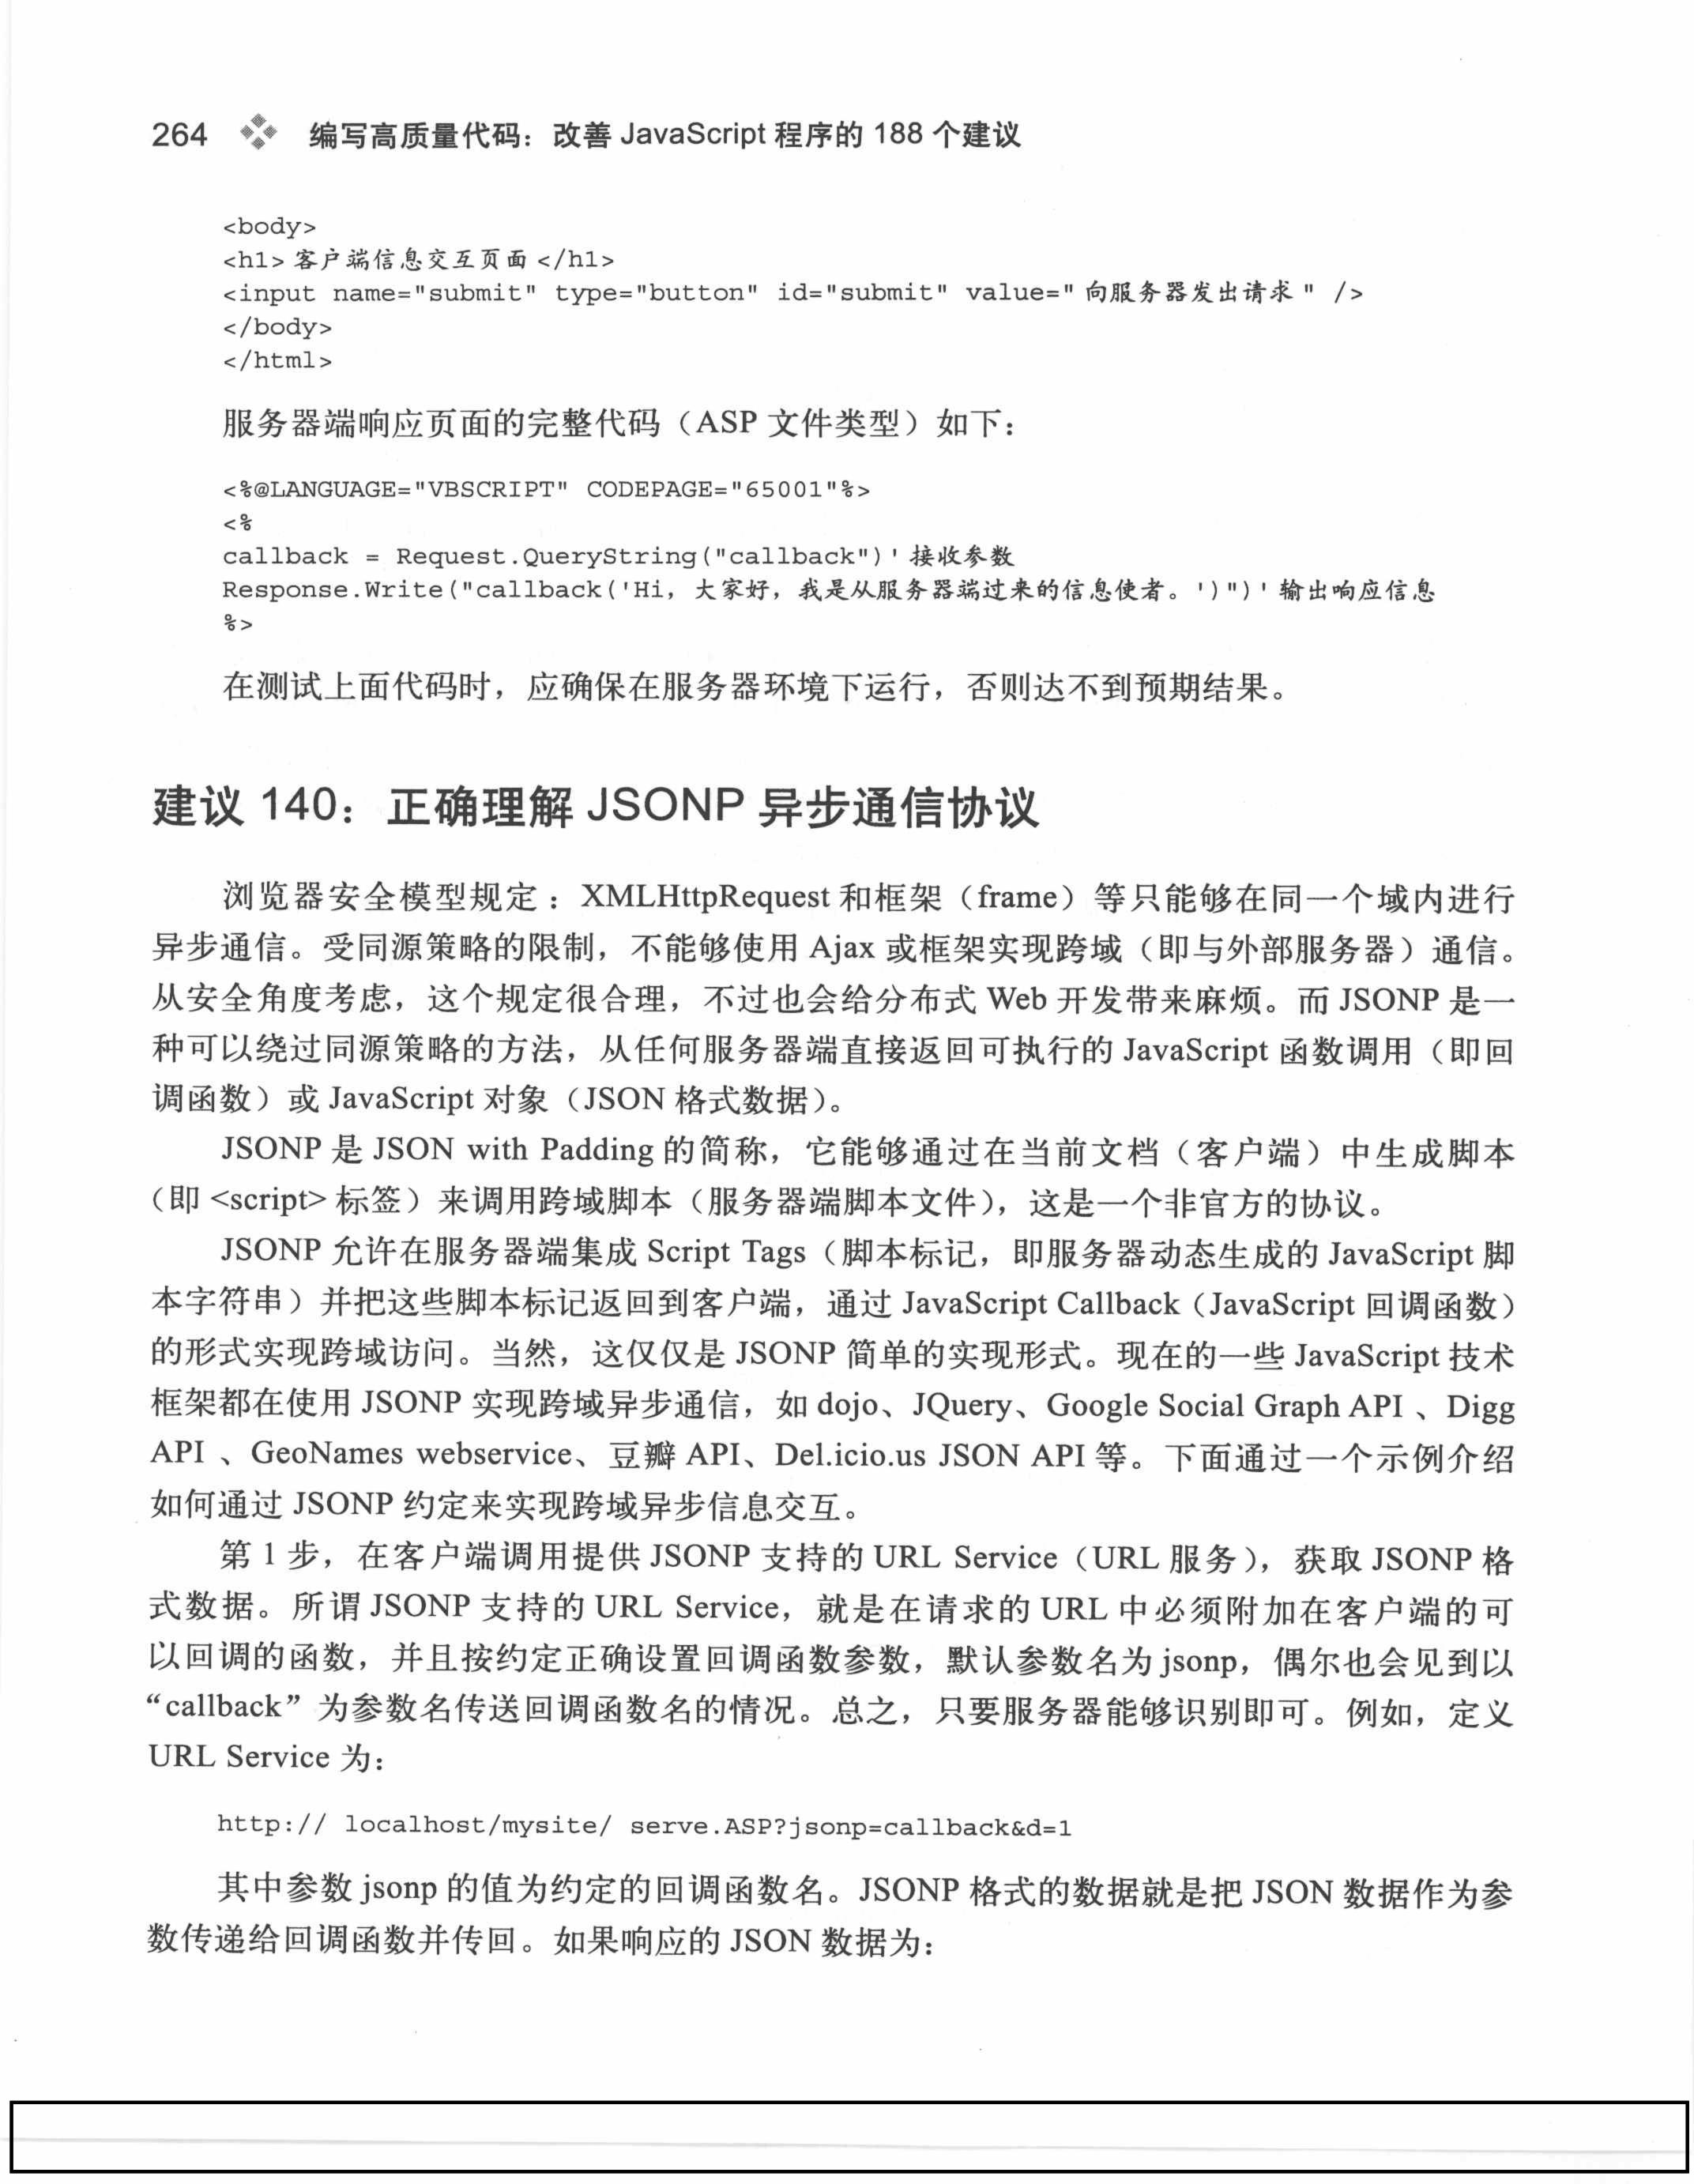 264 编写高质量代码：改善 JavaScript 程序的 188 个建议
<body>
<h1> 客户端信息交互页面 </h1>
<input name="submit" type="button" id="submit" value=" 向服务器发出请求 " />
</body>
</html>
服务器端响应页面的完整代码（ASP 文件类型）如下：
<%@LANGUAGE="VBSCRIPT" CODEPAGE="65001"%>
<%
callback = Request.QueryString("callback")' 接收参数
Response.Write("callback('Hi，大家好，我是从服务器端过来的信息使者。')")' 输出响应信息
%>
在测试上面代码时，应确保在服务器环境下运行，否则达不到预期结果。
建议 140：正确理解 JSONP 异步通信协议
浏览器安全模型规定：XMLHttpRequest 和框架（frame）等只能够在同一个域内进行
异步通信。受同源策略的限制，不能够使用 Ajax 或框架实现跨域（即与外部服务器）通信。
从安全角度考虑，这个规定很合理，不过也会给分布式 Web 开发带来麻烦。而 JSONP 是一
种可以绕过同源策略的方法，从任何服务器端直接返回可执行的 JavaScript 函数调用（即回
调函数）或 JavaScript 对象（JSON 格式数据）。
JSONP 是 JSON with Padding 的简称，它能够通过在当前文档（客户端）中生成脚本
（即 <script> 标签）来调用跨域脚本（服务器端脚本文件），这是一个非官方的协议。
JSONP 允许在服务器端集成 Script Tags（脚本标记，即服务器动态生成的 JavaScript 脚
本字符串）并把这些脚本标记返回到客户端，通过 JavaScript Callback（JavaScript 回调函数）
的形式实现跨域访问。当然，这仅仅是 JSONP 简单的实现形式。现在的一些 JavaScript 技术
框架都在使用 JSONP 实现跨域异步通信，如 dojo、JQuery、Google Social Graph API 、Digg
API 、GeoNames webservice、豆瓣 API、Del.icio.us JSON API 等。下面通过一个示例介绍
如何通过 JSONP 约定来实现跨域异步信息交互。
第 1 步，在客户端调用提供 JSONP 支持的 URL Service（URL 服务），获取 JSONP 格
式数据。所谓 JSONP 支持的 URL Service，就是在请求的 URL 中必须附加在客户端的可
以回调的函数，并且按约定正确设置回调函数参数，默认参数名为 jsonp，偶尔也会见到以
“callback” 为参数名传送回调函数名的情况。总之，只要服务器能够识别即可。例如，定义
URL Service 为：
http:// localhost/mysite/ serve.ASP?jsonp=callback&d=1
其中参数 jsonp 的值为约定的回调函数名。JSONP 格式的数据就是把 JSON 数据作为参
数传递给回调函数并传回。如果响应的 JSON 数据为：